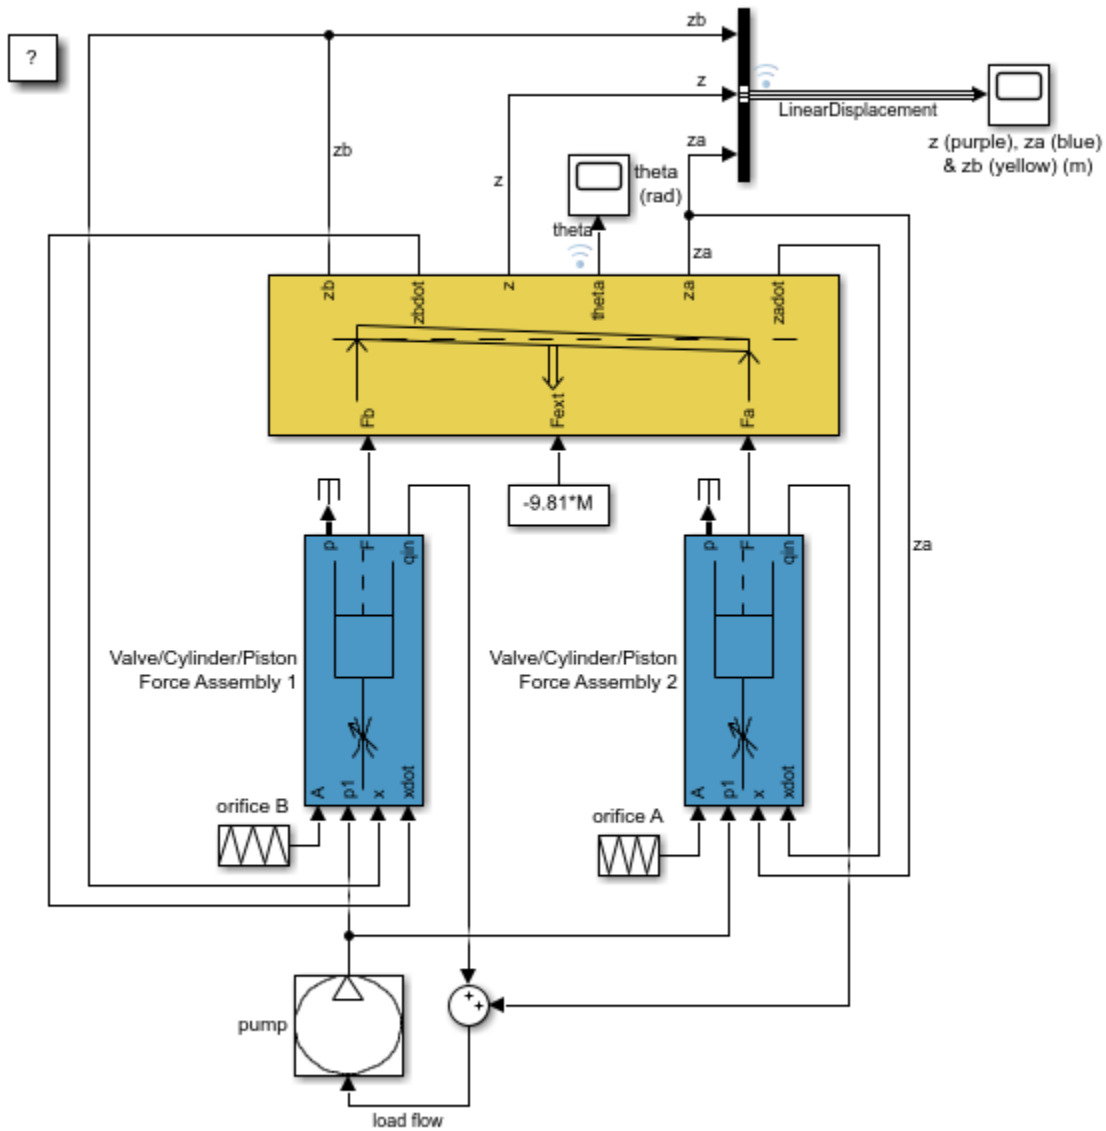 zb
?
z
LinearDisplacement
z (purple), za (blue)
& zb (yellow) (m)
za
zb
theta
(rad)
z
theta
za
zb
zbdot
z
theta
za
zadot
Fb
Fext
Fa
-9.81*M
p
F
qin
p
F
qin
za
Valve/Cylinder/Piston
Force Assembly 1
Valve/Cylinder/Piston
Force Assembly 2
A
p1
x
xdot
A
p1
x
xdot
orifice B
orifice A
pump
load flow